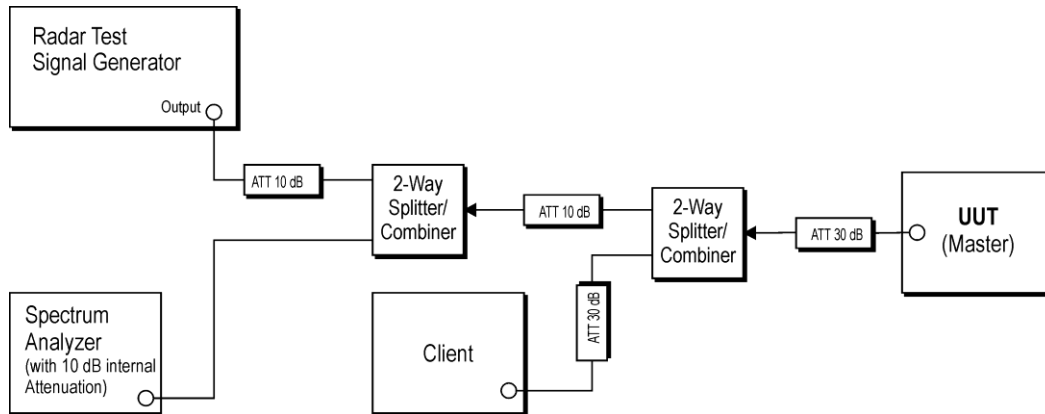 Radar Test
Signal Generator
Output
ATT 10 dB
2-Way
Splitter/
Combiner
ATT 10 dB
2-Way
Splitter/
Combiner
ATT 30 dB
UUT
(Master)
Spectrum
Analyzer
(with 10 dB internal
Attenuation)
Client
ATT 30 dB